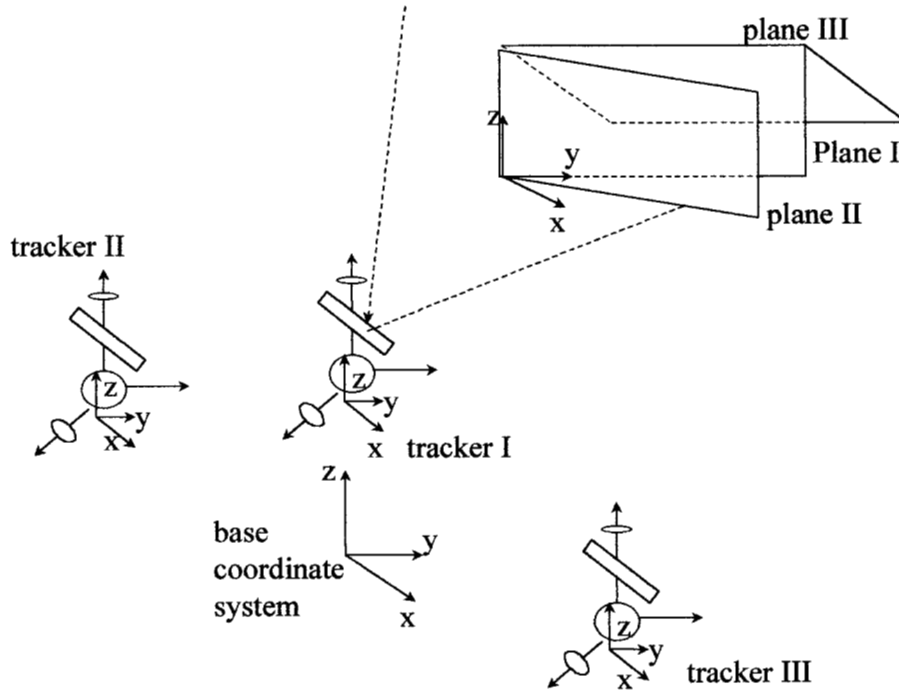 plane III
z
Plane I
y
x
plane II
tracker II
z
y
x
z
y
x
tracker I
z
base
coordinate
system
y
x
z
y
x
tracker III